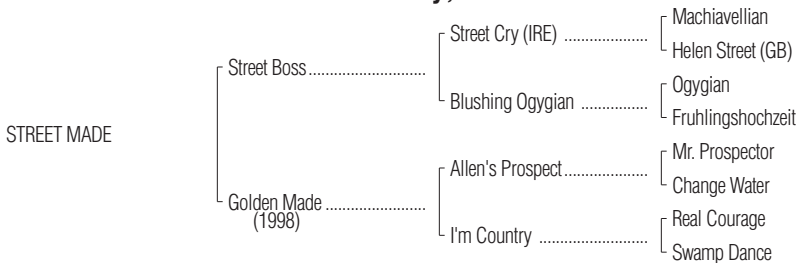 Machiavellian
Street Cry (IRE) ..................
Helen Street (GB)
Street Boss...........................
Ogygian
Blushing Ogygian ................
Fruhlingshochzeit
STREET MADE
Mr. Prospector
Allen's Prospect...................
Change Water
Golden Made .......................
(1998)
Real Courage
I'm Country .........................
Swamp Dance